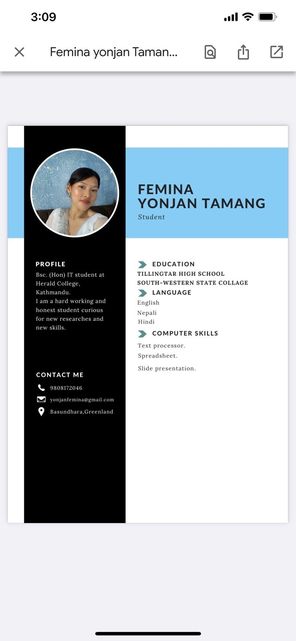 3:09
Femina yonjan Taman...
FEMINA
YONJAN TAMANG
Student
PROFILE
Bsc. (Hon) IT student at
Herald College,
Kathmandu.
I am a hard working and
honest student curious
for new researches and
new skills.
CONTACT ME
9808172046
yonjanfemina@gmail.com
Basundhara,Greenland
EDUCATION
TILLINGTAR HIGH SCHOOL
SOUTH-WESTERN STATE COLLAGE
LANGUAGE
English
Nepali
Hindi
COMPUTER SKILLS
Text processor.
Spreadsheet.
Slide presentation.